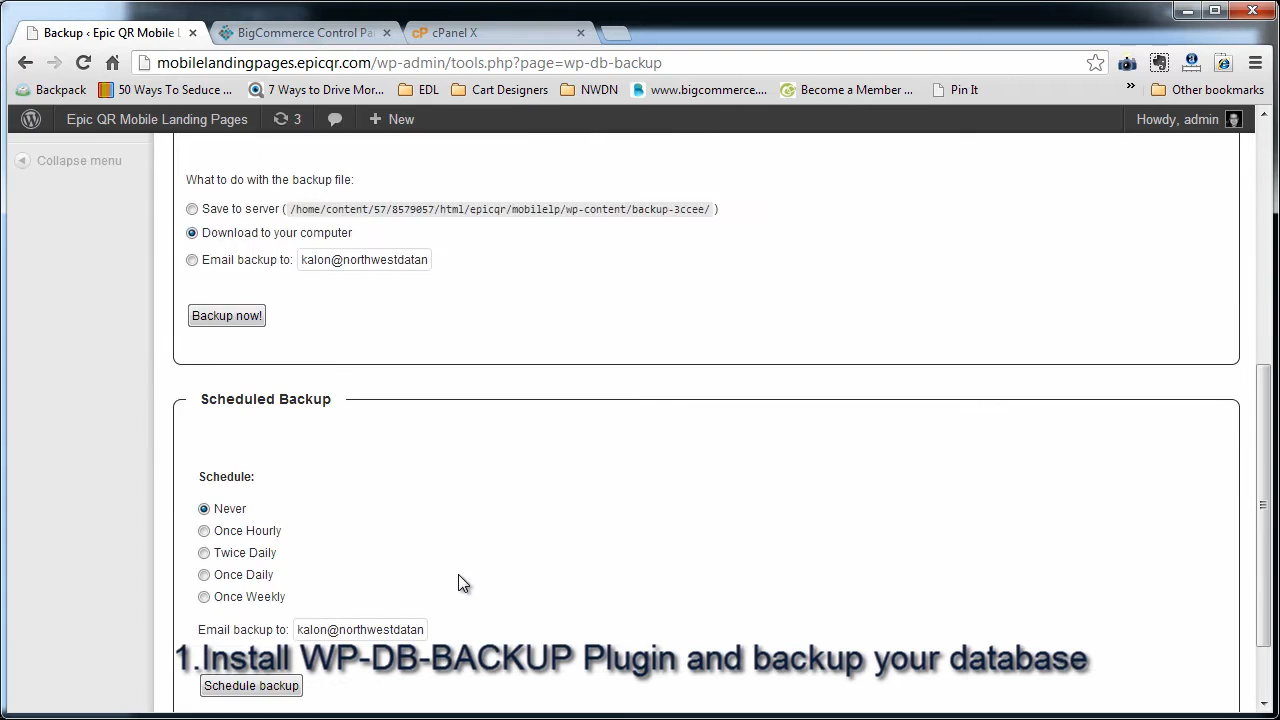 Backup ‹ Epic QR Mobile L
BigCommerce Control Pa
cPanel X
mobilelandingpages.epicqr.com/wp-admin/tools.php?page=wp-db-backup
Backpack
50 Ways To Seduce ...
7 Ways to Drive Mor...
EDL
Cart Designers
NWDN
www.bigcommerce....
Become a Member ...
Pin It
»
Other bookmarks
Epic QR Mobile Landing Pages
3
+ New
Howdy, admin
Collapse menu
What to do with the backup file:
Save to server ( /home/content/57/8579057/html/epicqr/mobilelp/wp-content/backup-3ccee/ )
Download to your computer
Email backup to: kalon@northwestdatan
Backup now!
Scheduled Backup
Schedule:
Never
Once Hourly
Twice Daily
Once Daily
Once Weekly
Email backup to: kalon@northwestdatan
1.Install WP-DB-BACKUP Plugin and backup your database
Schedule backup